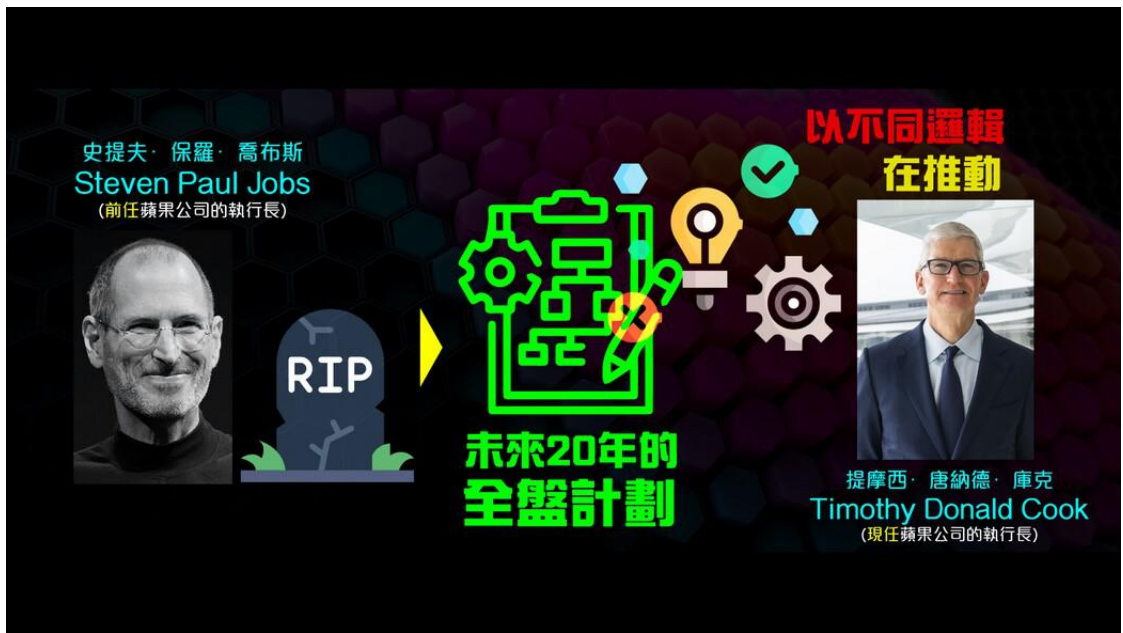 史提夫· 保羅· 喬布斯
Steven Paul Jobs
(前任蘋果公司的執行長)
RIP
未來20年的
全盤計劃
以不同邏輯
在推動
提摩西· 唐納德· 庫克
Timothy Donald Cook
(現任蘋果公司的執行長)